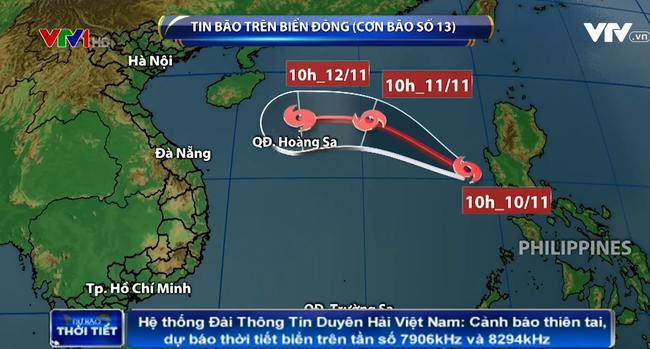 VTV1 HD
TIN BÃO TRÊN BIỂN ĐÔNG (CƠN BÃO SỐ 13)
VTV.vn
Hà Nội
10h_12/11
10h_11/11
QĐ. Hoàng Sa
Đà Nẵng
10h_10/11
PHILIPPINES
Tp. Hồ Chí Minh
QĐ. Trường Sa
DỰ BÁO
THỜI TIẾT
Hệ thống Đài Thông Tin Duyên Hải Việt Nam: Cảnh báo thiên tai,
dự báo thời tiết biển trên tần số 7906kHz và 8294kHz